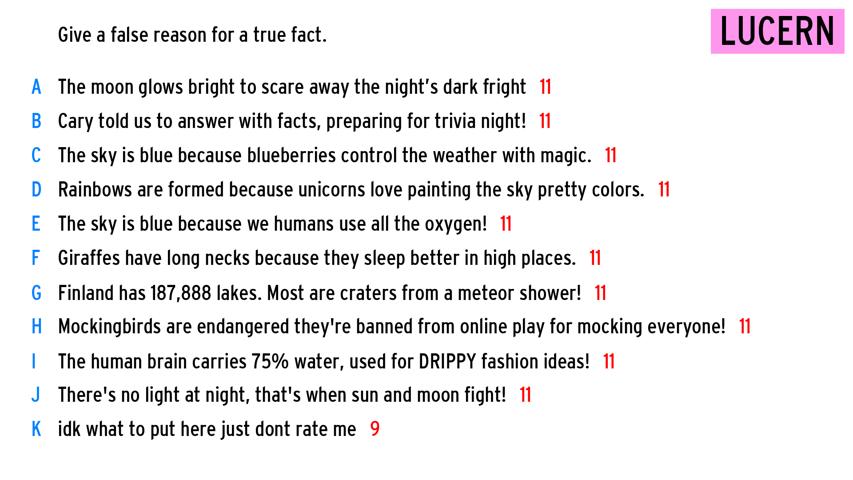 Give a false reason for a true fact.
LUCERN
A The moon glows bright to scare away the night's dark fright 11
B Cary told us to answer with facts, preparing for trivia night! 11
C The sky is blue because blueberries control the weather with magic. 11
D Rainbows are formed because unicorns love painting the sky pretty colors. 11
E The sky is blue because we humans use all the oxygen! 11
F Giraffes have long necks because they sleep better in high places. 11
G Finland has 187,888 lakes. Most are craters from a meteor shower! 11
H Mockingbirds are endangered they're banned from online play for mocking everyone! 11
I The human brain carries 75% water, used for DRIPPY fashion ideas! 11
J There's no light at night, that's when sun and moon fight! 11
K idk what to put here just dont rate me 9